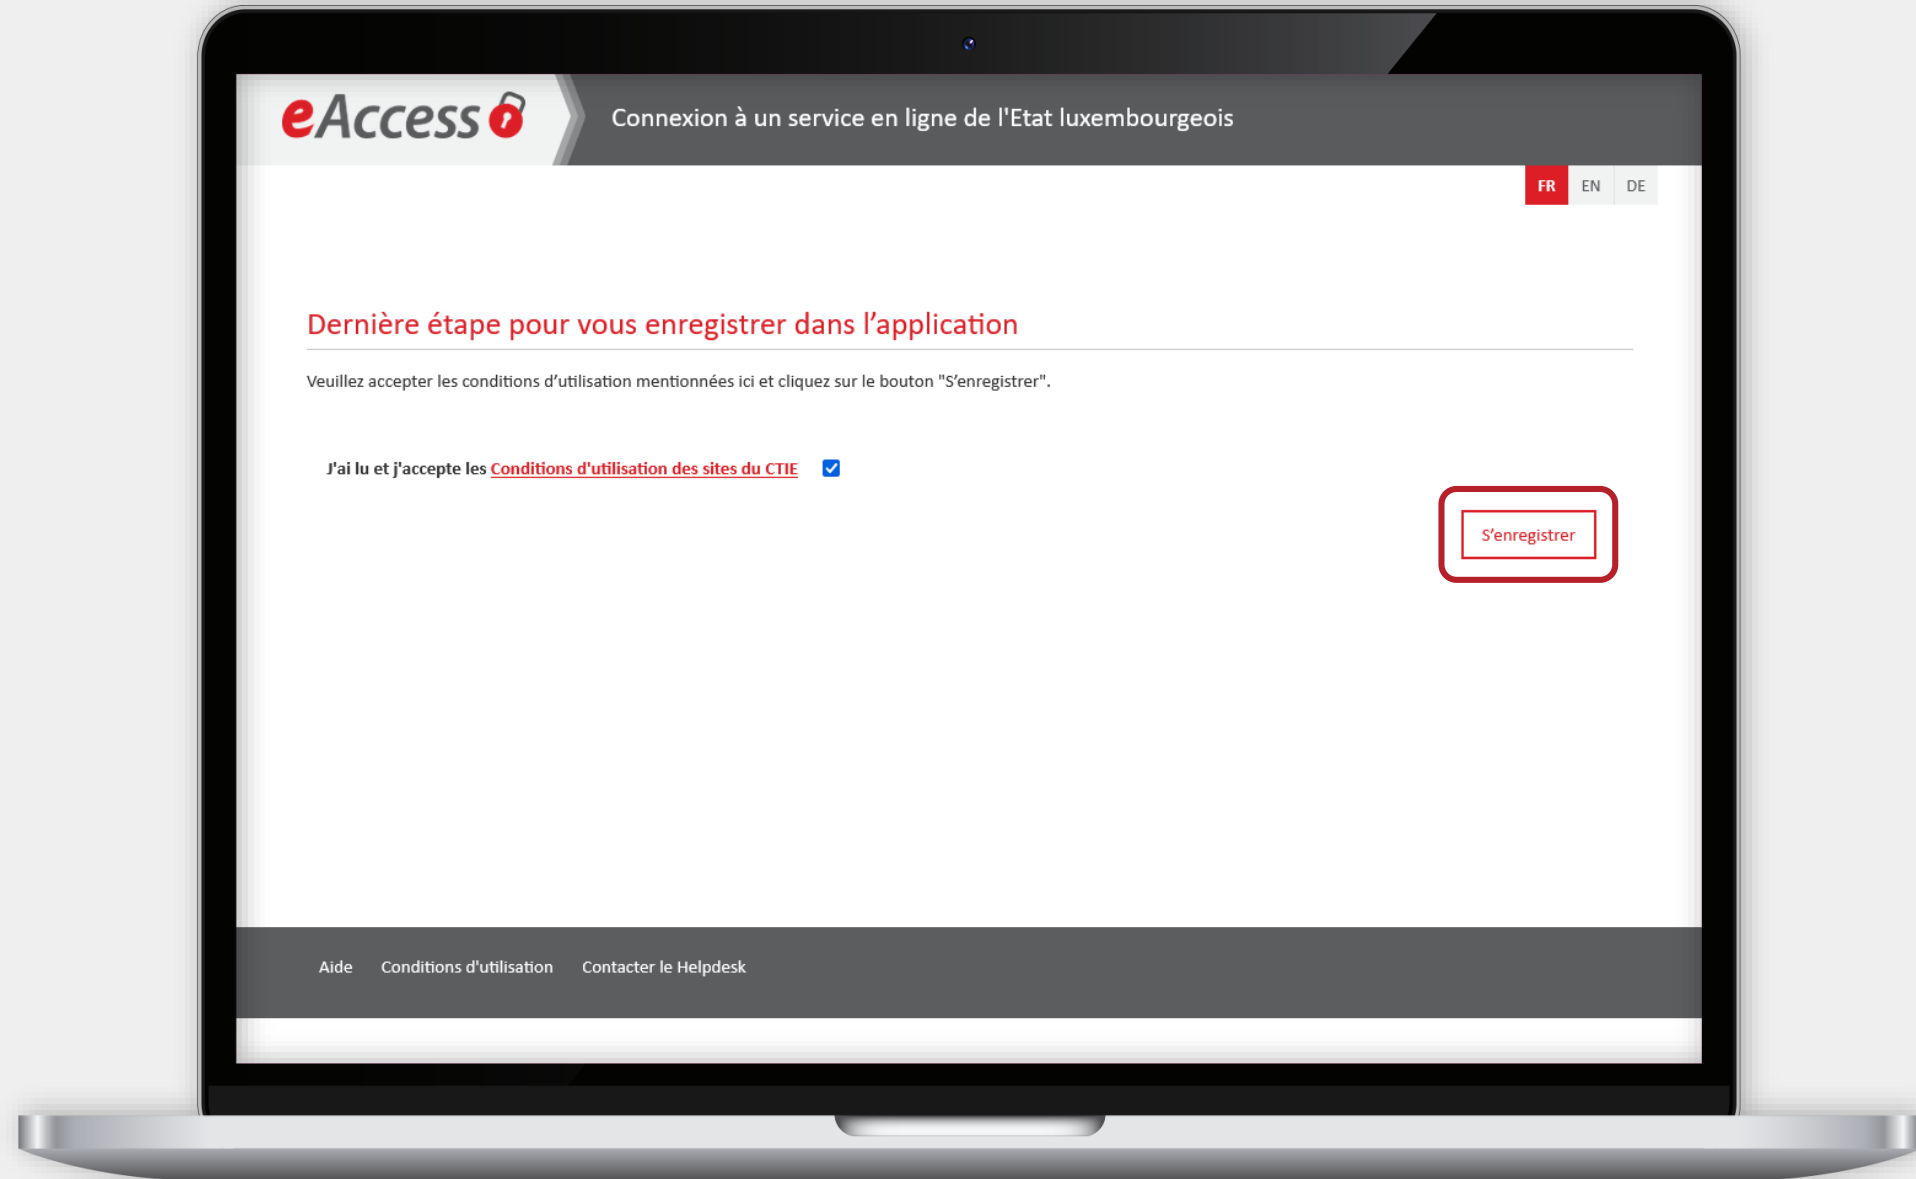 eAccess
Connexion à un service en ligne de l'Etat luxembourgeois
FR EN DE
Dernière étape pour vous enregistrer dans l’application
Veuillez accepter les conditions d’utilisation mentionnées ici et cliquez sur le bouton "S’enregistrer".
J'ai lu et j'accepte les Conditions d'utilisation des sites du CTIE
S’enregistrer
Aide Conditions d'utilisation Contacter le Helpdesk